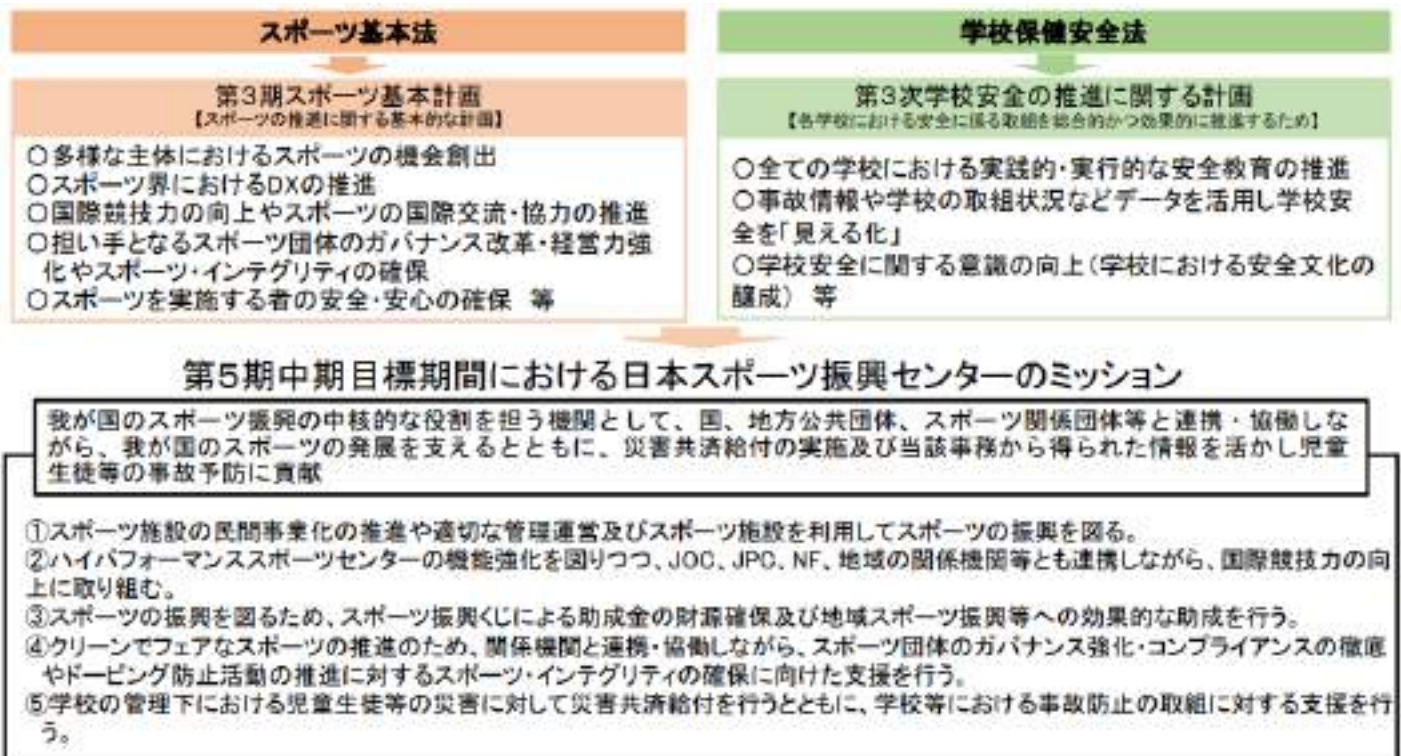 スポーツ基本法
第3期スポーツ基本計画
【スポーツの推進に関する基本的な計画】
○多様な主体におけるスポーツの機会創出
○スポーツ界におけるDXの推進
○国際競技力の向上やスポーツの国際交流・協力の推進
○担い手となるスポーツ団体のガバナンス改革・経営力強
化やスポーツ・インテグリティの確保
○スポーツを実施する者の安全・安心の確保 等
学校保健安全法
第3次学校安全の推進に関する計画
【各学校における安全に係る取組を総合的かつ効果的に推進するため】
○全ての学校における実践的・実行的な安全教育の推進
○事故情報や学校の取組状況などデータを活用し学校安
全を「見える化」
○学校安全に関する意識の向上(学校における安全文化の
醸成) 等
第5期中期目標期間における日本スポーツ振興センターのミッション
我が国のスポーツ振興の中核的な役割を担う機関として、国、地方公共団体、スポーツ関係団体等と連携・協働しな
がら、我が国のスポーツの発展を支えるとともに、災害共済給付の実施及び当該事務から得られた情報を活かし児童
生徒等の事故予防に貢献
①スポーツ施設の民間事業化の推進や適切な管理運営及びスポーツ施設を利用してスポーツの振興を図る。
②ハイパフォーマンススポーツセンターの機能強化を図りつつ、JOC、JPC、NF、地域の関係機関等とも連携しながら、国際競技力の向
上に取り組む。
③スポーツの振興を図るため、スポーツ振興くじによる助成金の財源確保及び地域スポーツ振興等への効果的な助成を行う。
④クリーンでフェアなスポーツの推進のため、関係機関と連携・協働しながら、スポーツ団体のガバナンス強化・コンプライアンスの徹底
やドーピング防止活動の推進に対するスポーツ・インテグリティの確保に向けた支援を行う。
⑤学校の管理下における児童生徒等の災害に対して災害共済給付を行うとともに、学校等における事故防止の取組に対する支援を行
う。